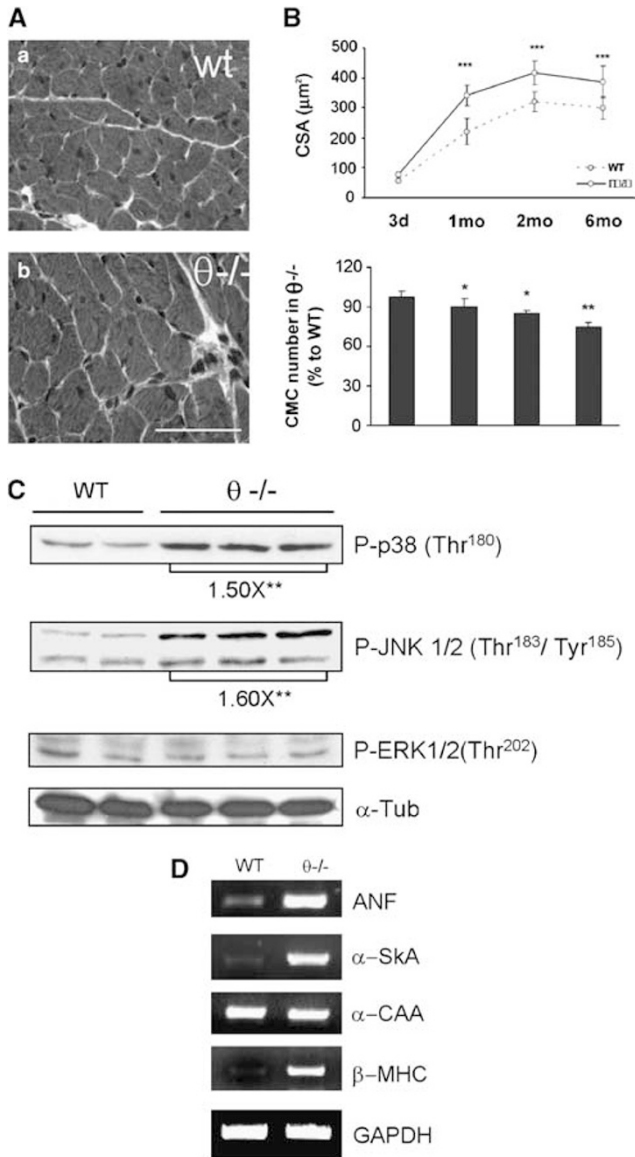 A
a
wt
b
θ-/-
B
CSA (μm²)
500
400
300
200
100
0
***
***
***
WT
3d
1mo
2mo
6mo
CMC number in θ-/-
(% to WT)
120
90
60
30
0
*
*
**
C
WT
θ -/-
P-p38 (Thr¹⁸⁰)
1.50X**
P-JNK 1/2 (Thr¹⁸³/ Tyr¹⁸⁵)
1.60X**
P-ERK1/2(Thr²⁰²)
α-Tub
D
WT
θ-/-
ANF
α–SkA
α–CAA
β–MHC
GAPDH